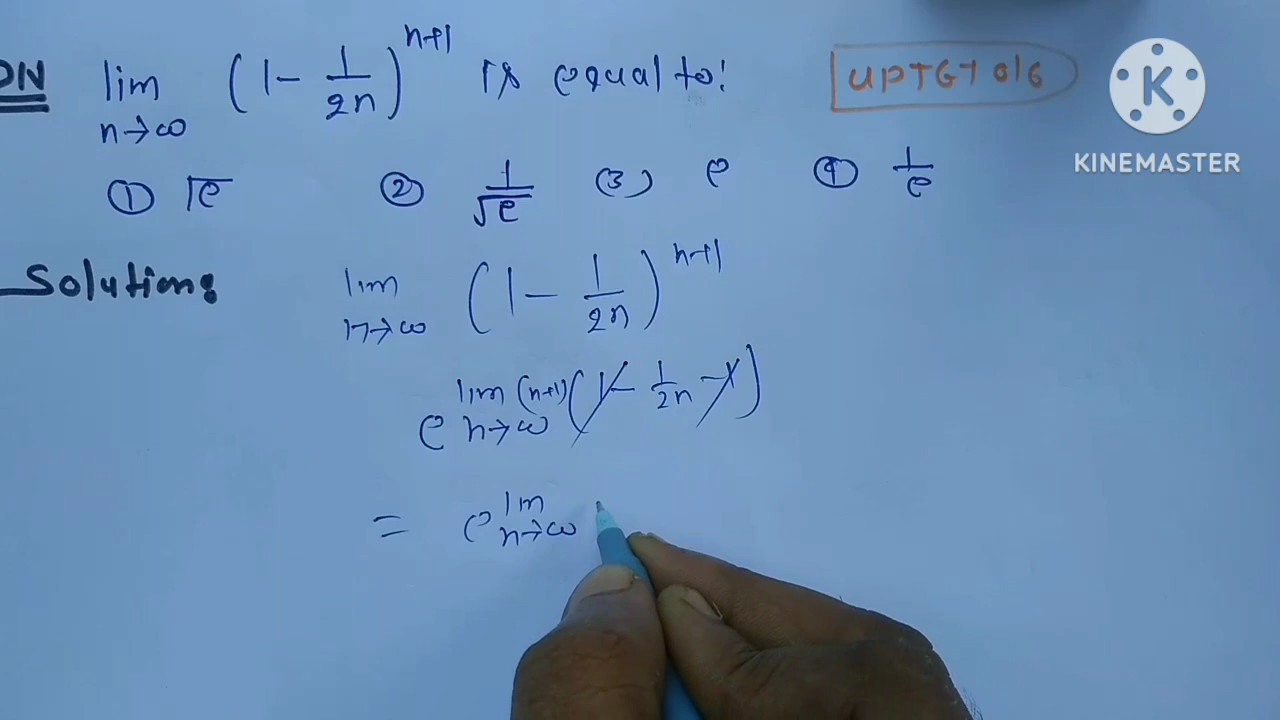 ON lim n→∞ (1 - 1/2n)^n+1 is equal to: UPTGT 016
K KINEMASTER
① √e ② 1/√e (3) e ④ 1/e
Solution: lim n→∞ (1 - 1/2n)^n+1
e^lim n→∞ (n+1)(1 - 1/2n - 1)
= e^lim n→∞